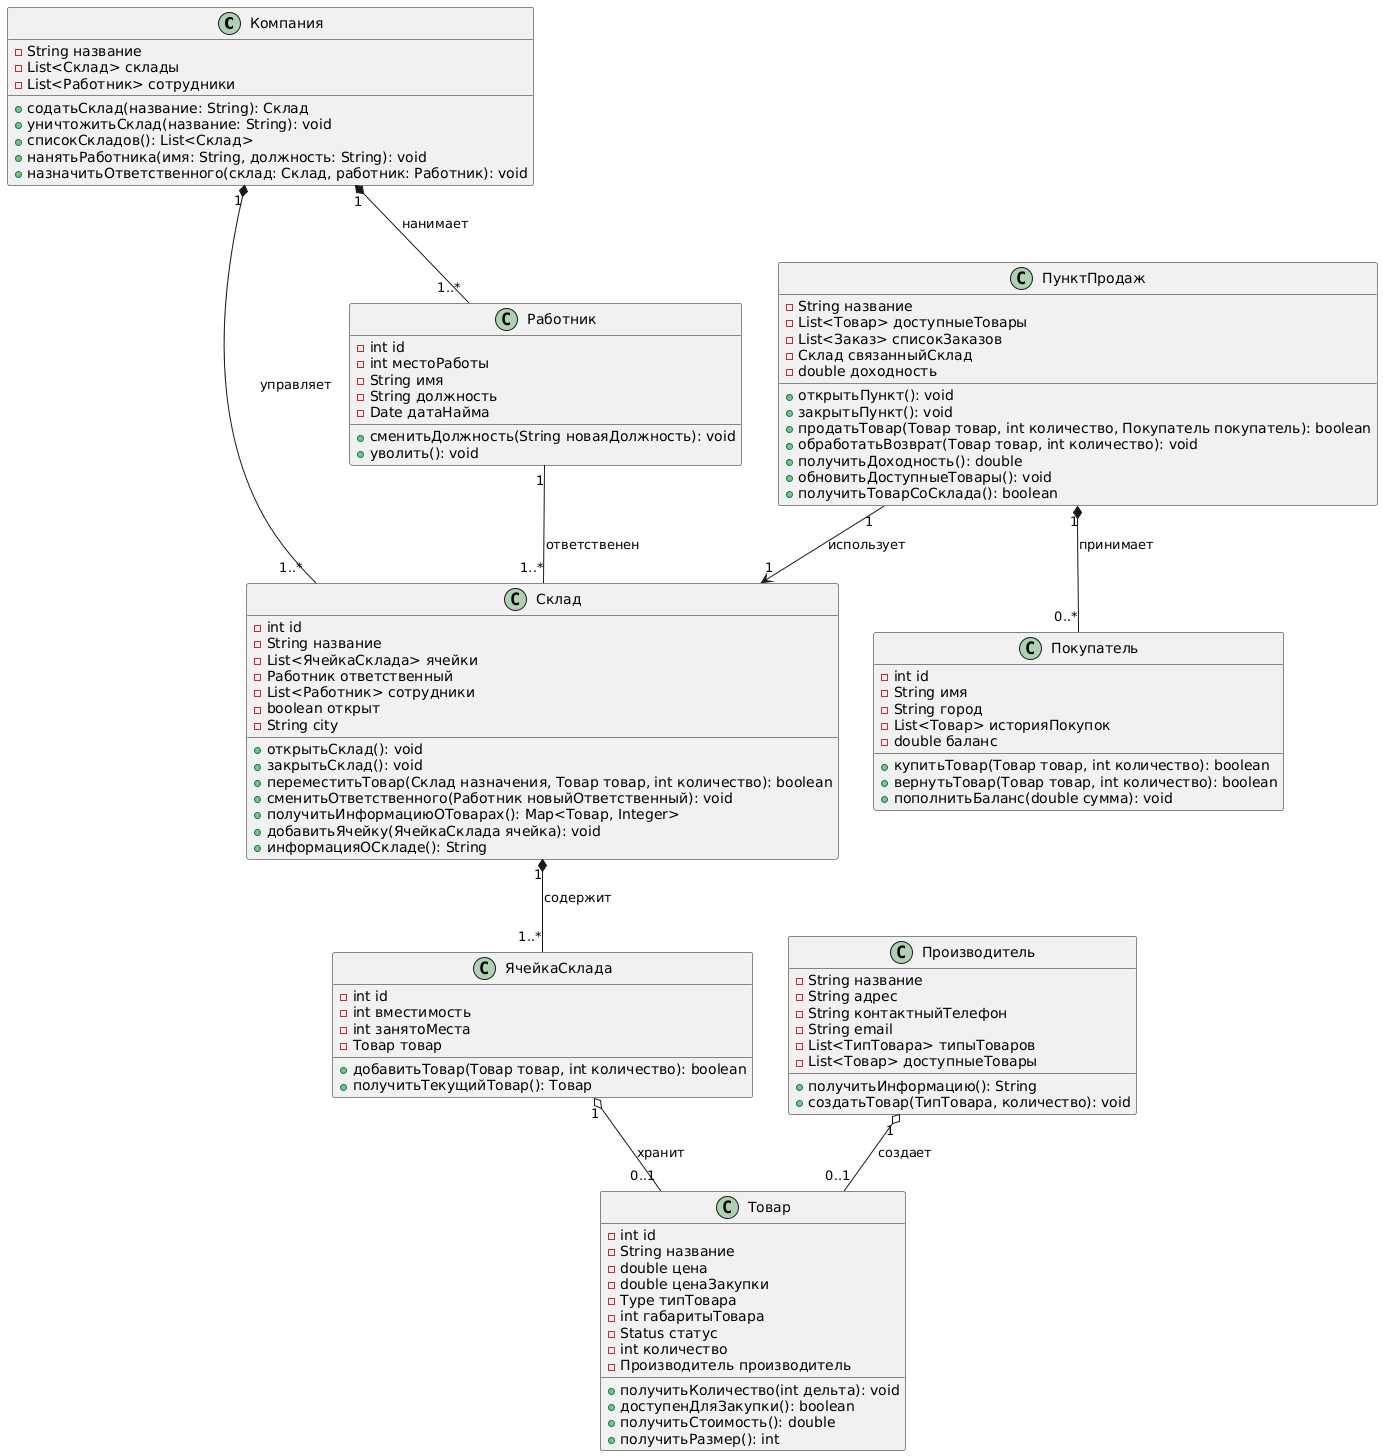 C Компания
String название
List<Склад> склады
List<Работник> сотрудники
содатьСклад(название: String): Склад
уничтожитьСклад(название: String): void
списокСкладов(): List<Склад>
нанятьРаботника(имя: String, должность: String): void
назначитьОтветственного(склад: Склад, работник: Работник): void
1
1
нанимает
1..*
управляет
1..*
C Работник
int id
int местоРаботы
String имя
String должность
Date датаНайма
сменитьДолжность(String новаяДолжность): void
уволить(): void
1
ответственен
1..*
C ПунктПродаж
String название
List<Товар> доступныеТовары
List<Заказ> списокЗаказов
Склад связанныйСклад
double доходность
открытьПункт(): void
закрытьПункт(): void
продатьТовар(Товар товар, int количество, Покупатель покупатель): boolean
обработатьВозврат(Товар товар, int количество): void
получитьДоходность(): double
обновитьДоступныеТовары(): void
получитьТоварСоСклада(): boolean
1
использует
1
1
принимает
0..*
C Склад
int id
String название
List<ЯчейкаСклада> ячейки
Работник ответственный
List<Работник> сотрудники
boolean открыт
String city
открытьСклад(): void
закрытьСклад(): void
переместитьТовар(Склад назначения, Товар товар, int количество): boolean
сменитьОтветственного(Работник новыйОтветственный): void
получитьИнформациюОТоварах(): Map<Товар, Integer>
добавитьЯчейку(ЯчейкаСклада ячейка): void
информацияОСкладе(): String
1
содержит
1..*
C Покупатель
int id
String имя
String город
List<Товар> историяПокупок
double баланс
купитьТовар(Товар товар, int количество): boolean
вернутьТовар(Товар товар, int количество): boolean
пополнитьБаланс(double сумма): void
C ЯчейкаСклада
int id
int вместимость
int занятоМеста
Товар товар
добавитьТовар(Товар товар, int количество): boolean
получитьТекущийТовар(): Товар
1
хранит
0..1
C Производитель
String название
String адрес
String контактныйТелефон
String email
List<ТипТовара> типыТоваров
List<Товар> доступныеТовары
получитьИнформацию(): String
создатьТовар(ТипТовара, количество): void
1
создает
0..1
C Товар
int id
String название
double цена
double ценаЗакупки
Type типТовара
int габаритыТовара
Status статус
int количество
Производитель производитель
получитьКоличество(int дельта): void
доступенДляЗакупки(): boolean
получитьСтоимость(): double
получитьРазмер(): int